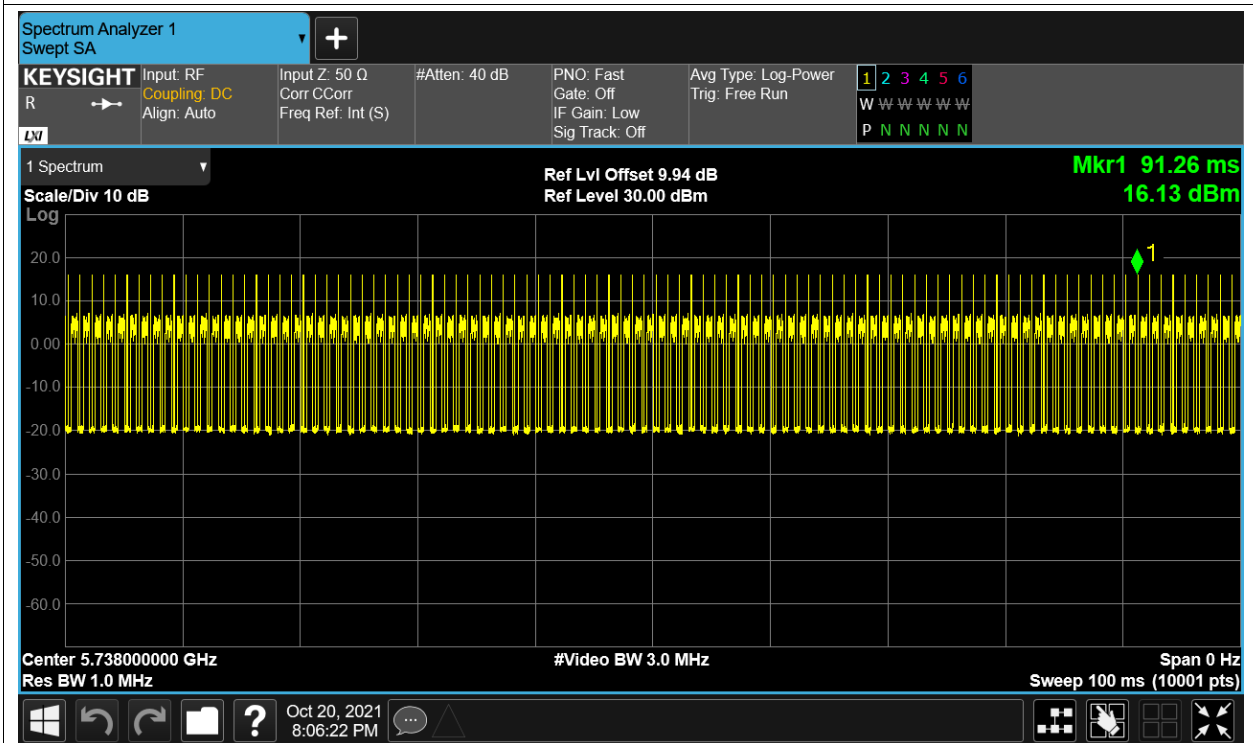 Spectrum Analyzer 1
Swept SA
KEYSIGHT
R
LXI
Input: RF
Coupling: DC
Align: Auto
Input Z: 50 Ω
Corr CCorr
Freq Ref: Int (S)
#Atten: 40 dB
PNO: Fast
Gate: Off
IF Gain: Low
Sig Track: Off
Avg Type: Log-Power
Trig: Free Run
1 2 3 4 5 6
W W W W W W
P N N N N N
1 Spectrum
Scale/Div 10 dB
Log
Ref Lvl Offset 9.94 dB
Ref Level 30.00 dBm
Mkr1 91.26 ms
16.13 dBm
1
20.0
10.0
0.00
-10.0
-20.0
-30.0
-40.0
-50.0
-60.0
Center 5.738000000 GHz
Res BW 1.0 MHz
#Video BW 3.0 MHz
Span 0 Hz
Sweep 100 ms (10001 pts)
?
Oct 20, 2021
8:06:22 PM